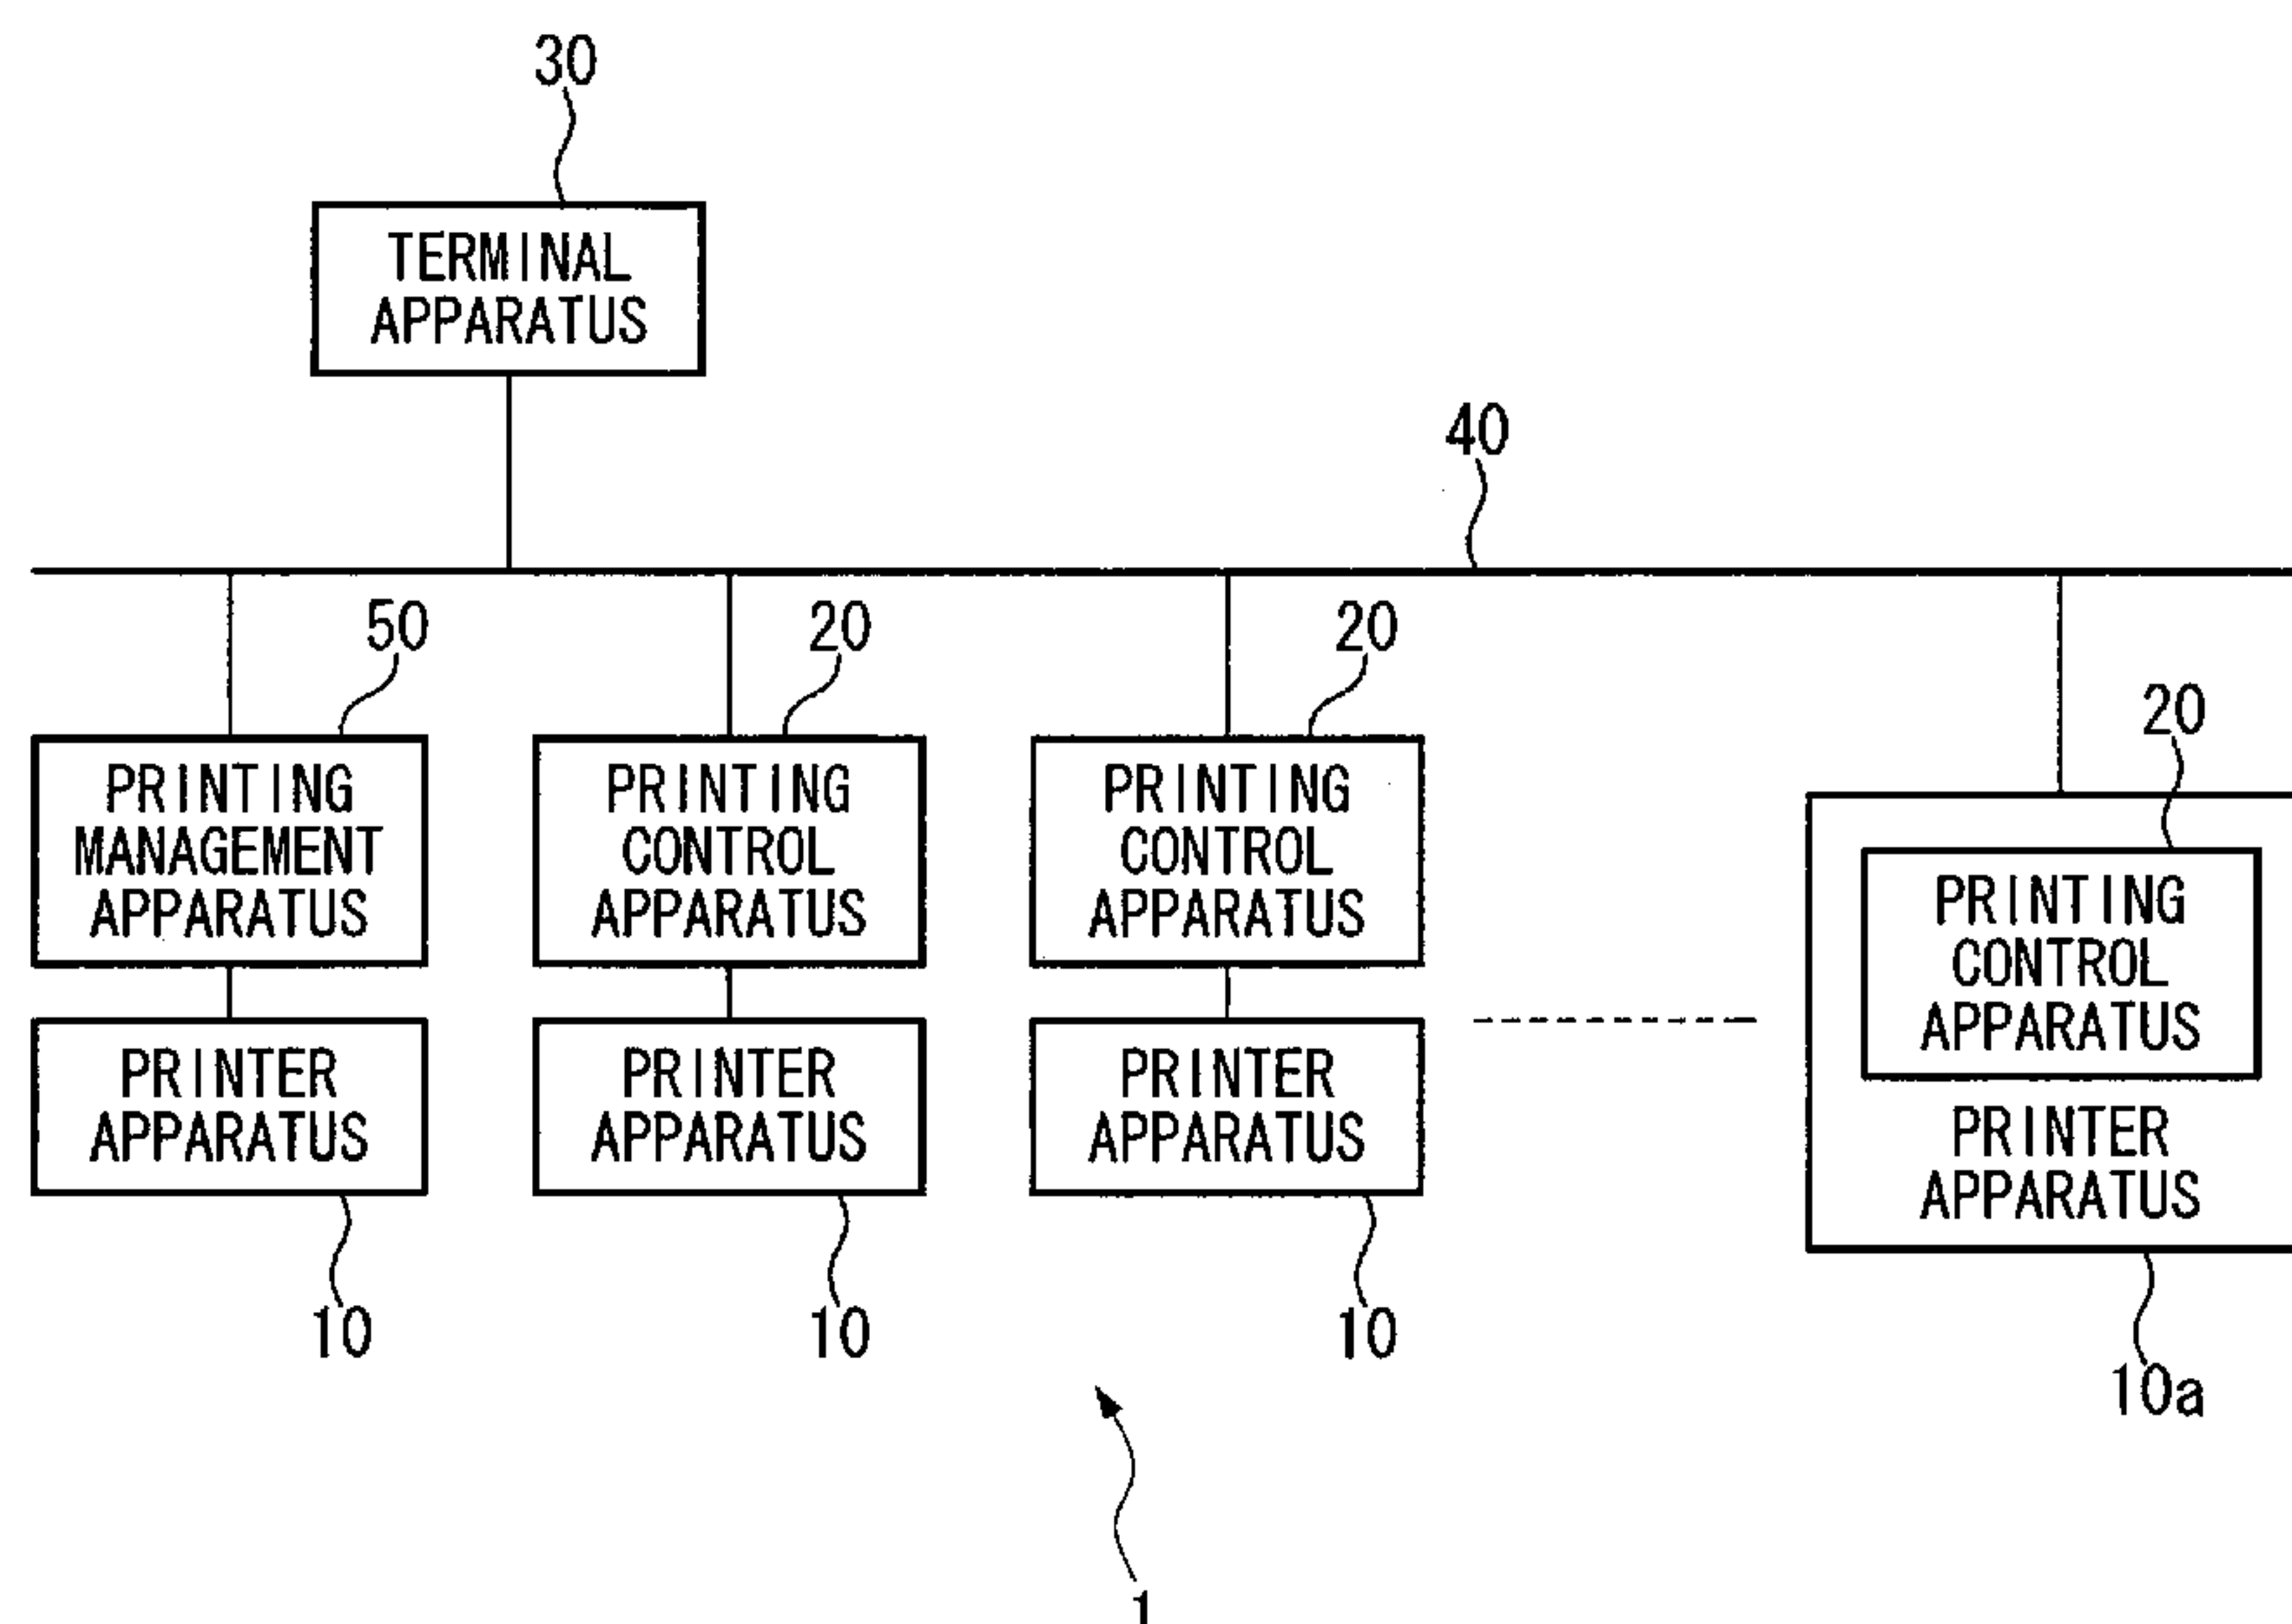 30
TERMINAL
APPARATUS
40
50
20
20
20
PRINTING
MANAGEMENT
APPARATUS
PRINTING
CONTROL
APPARATUS
PRINTING
CONTROL
APPARATUS
PRINTING
CONTROL
APPARATUS
PRINTER
APPARATUS
PRINTER
APPARATUS
PRINTER
APPARATUS
PRINTER
APPARATUS
10
10
10
10a
1